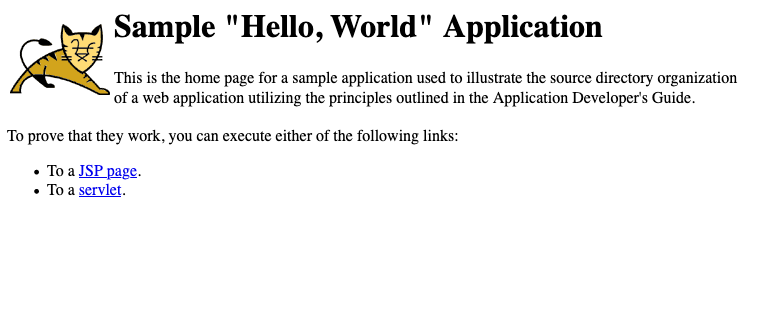 Sample "Hello, World" Application
This is the home page for a sample application used to illustrate the source directory organization
of a web application utilizing the principles outlined in the Application Developer's Guide.
To prove that they work, you can execute either of the following links:
• To a JSP page.
• To a servlet.